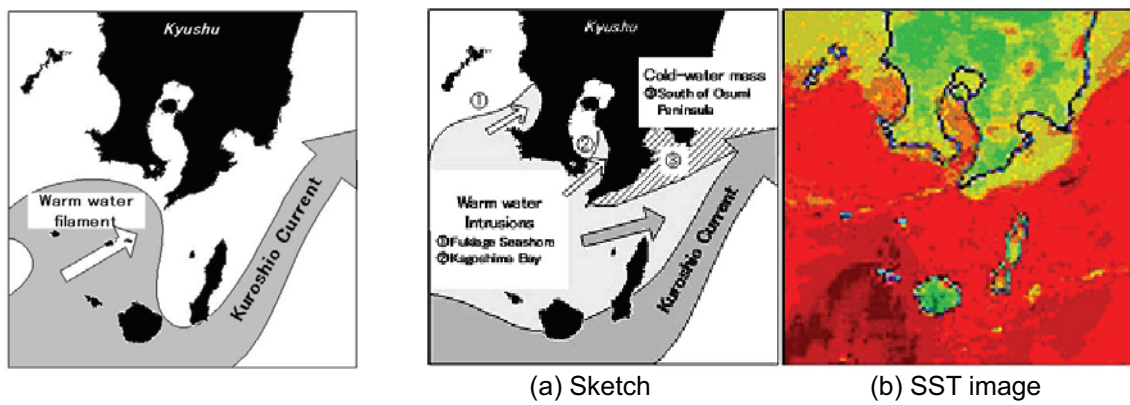 Kyushu
Warm water
filament
Kuroshio Current
Kyushu
Cold-water mass
③South of Osumi
Peninsula
①
②
③
Warm water
Intrusions
①Fukiage Seashore
②Kagoshima Bay
Kuroshio Current
(a) Sketch
(b) SST image